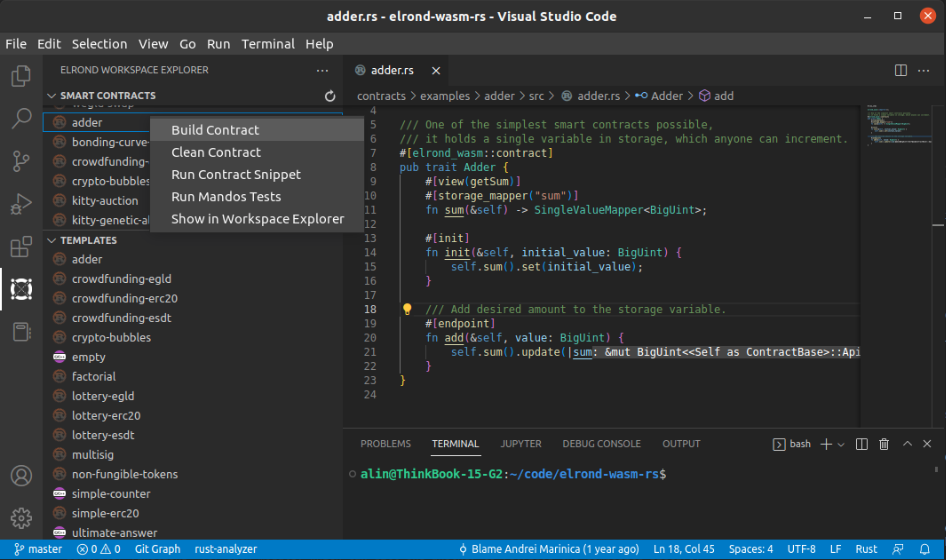 adder.rs - elrond-wasm-rs - Visual Studio Code
File Edit Selection View Go Run Terminal Help
ELROND WORKSPACE EXPLORER
SMART CONTRACTS
adder
bonding-curve-
crowdfunding-
crypto-bubbles
kitty-auction
kitty-genetic-al
Build Contract
Clean Contract
Run Contract Snippet
Run Mandos Tests
Show in Workspace Explorer
TEMPLATES
adder
crowdfunding-egld
crowdfunding-erc20
crowdfunding-esdt
crypto-bubbles
empty
factorial
lottery-egld
lottery-erc20
lottery-esdt
multisig
non-fungible-tokens
simple-counter
simple-erc20
ultimate-answer
adder.rs
contracts > examples > adder > src > adder.rs > Adder > add
4
5 /// One of the simplest smart contracts possible,
6 /// it holds a single variable in storage, which anyone can increment.
7 #[elrond_wasm::contract]
8 pub trait Adder {
9 #[view(getSum)]
10 #[storage_mapper("sum")]
11 fn sum(&self) -> SingleValueMapper<BigUint>;
12
13 #[init]
14 fn init(&self, initial_value: BigUint) {
15 self.sum().set(initial_value);
16 }
17
18 /// Add desired amount to the storage variable.
19 #[endpoint]
20 fn add(&self, value: BigUint) {
21 self.sum().update(|sum: &mut BigUint<<Self as ContractBase>::Api
22 }
23 }
24
PROBLEMS TERMINAL JUPYTER DEBUG CONSOLE OUTPUT bash
alin@ThinkBook-15-G2:~/code/elrond-wasm-rs$
master 0 0 Git Graph rust-analyzer Blame Andrei Marinica (1 year ago) Ln 18, Col 45 Spaces: 4 UTF-8 LF Rust